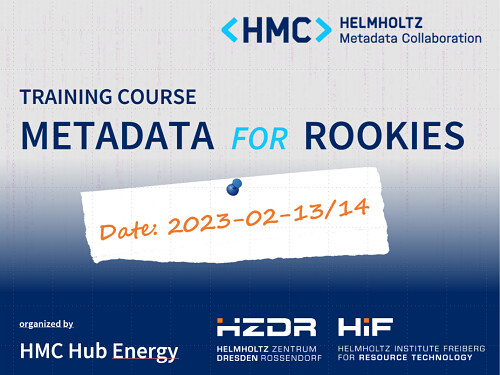 <HMC> HELMHOLTZ
Metadata Collaboration
TRAINING COURSE
METADATA FOR ROOKIES
Date: 2023-02-13/14
organized by
HMC Hub Energy
HZDR
HELMHOLTZ ZENTRUM
DRESDEN ROSSENDORF
HIF
HELMHOLTZ INSTITUTE FREIBERG
FOR RESOURCE TECHNOLOGY